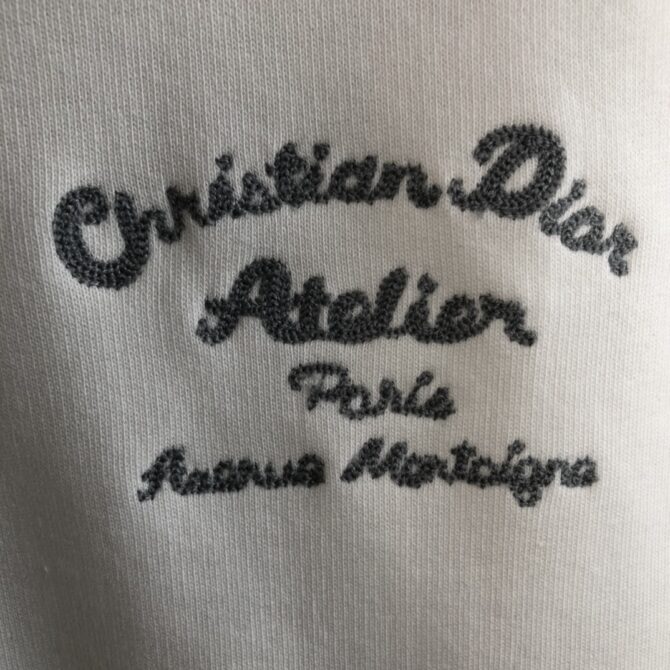 Christian Dior
Atelier
Paris
Avenue Montaigne